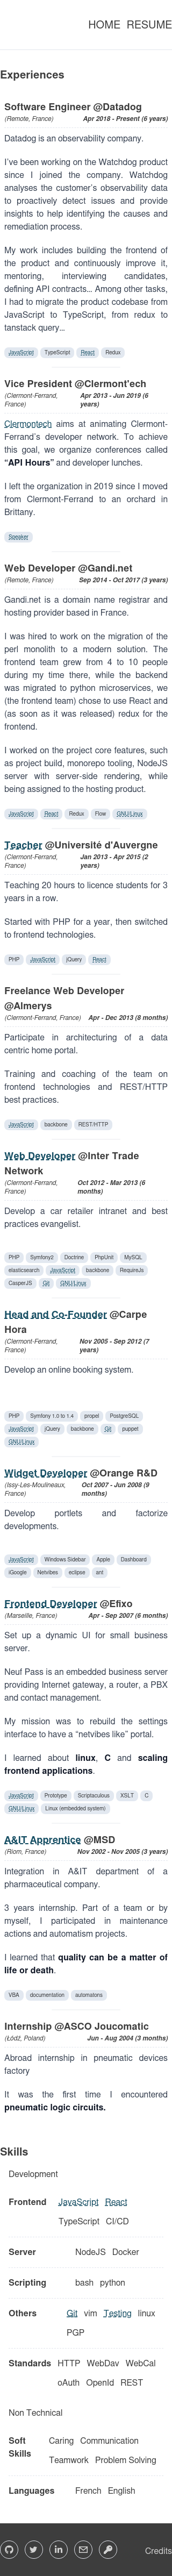 HOME RESUME
Experiences
Software Engineer @Datadog
(Remote, France) Apr 2018 - Present (6 years)
Datadog is an observability company.
I've been working on the Watchdog product
since I joined the company. Watchdog
analyses the customer's observability data
to proactively detect issues and provide
insights to help identifying the causes and
remediation process.
My work includes building the frontend of
the product and continuously improve it,
mentoring, interviewing candidates,
defining API contracts... Among other tasks,
I had to migrate the product codebase from
JavaScript to TypeScript, from redux to
tanstack query...
JavaScript TypeScript React Redux
Vice President @Clermont'ech
(Clermont-Ferrand, Apr 2013 - Jun 2019 (6
France) years)
Clermontech aims at animating Clermont-
Ferrand's developer network. To achieve
this goal, we organize conferences called
“API Hours” and developer lunches.
I left the organization in 2019 since I moved
from Clermont-Ferrand to an orchard in
Brittany.
Speaker
Web Developer @Gandi.net
(Remote, France) Sep 2014 - Oct 2017 (3 years)
Gandi.net is a domain name registrar and
hosting provider based in France.
I was hired to work on the migration of the
perl monolith to a modern solution. The
frontend team grew from 4 to 10 people
during my time there, while the backend
was migrated to python microservices, we
(the frontend team) chose to use React and
(as soon as it was released) redux for the
frontend.
I worked on the project core features, such
as project build, monorepo tooling, NodeJS
server with server-side rendering, while
being assigned to the hosting product.
JavaScript React Redux Flow GNU/Linux
Teacher @Université d'Auvergne
(Clermont-Ferrand, Jan 2013 - Apr 2015 (2
France) years)
Teaching 20 hours to licence students for 3
years in a row.
Started with PHP for a year, then switched
to frontend technologies.
PHP JavaScript jQuery React
Freelance Web Developer
@Almerys
(Clermont-Ferrand, France) Apr - Dec 2013 (8 months)
Participate in architecturing of a data
centric home portal.
Training and coaching of the team on
frontend technologies and REST/HTTP
best practices.
JavaScript backbone REST/HTTP
Web Developer @Inter Trade
Network
(Clermont-Ferrand, Oct 2012 - Mar 2013 (6
France) months)
Develop a car retailer intranet and best
practices evangelist.
PHP Symfony2 Doctrine PhpUnit MySQL
elasticsearch JavaScript backbone RequireJs
CasperJS Git GNU/Linux
Head and Co-Founder @Carpe
Hora
(Clermont-Ferrand, Nov 2005 - Sep 2012 (7
France) years)
Develop an online booking system.
PHP Symfony 1.0 to 1.4 propel PostgreSQL
JavaScript jQuery backbone Git puppet
GNU/Linux
Widget Developer @Orange R&D
(Issy-Les-Moulineaux, Oct 2007 - Jun 2008 (9
France) months)
Develop portlets and factorize
developments.
JavaScript Windows Sidebar Apple Dashboard
iGoogle Netvibes eclipse ant
Frontend Developer @Efixo
(Marseille, France) Apr - Sep 2007 (6 months)
Set up a dynamic UI for small business
server.
Neuf Pass is an embedded business server
providing Internet gateway, a router, a PBX
and contact management.
My mission was to rebuild the settings
interface to have a “netvibes like” portal.
I learned about linux, C and scaling
frontend applications.
JavaScript Prototype Scriptaculous XSLT C
GNU/Linux Linux (embedded system)
A&IT Apprentice @MSD
(Riom, France) Nov 2002 - Nov 2005 (3 years)
Integration in A&IT department of a
pharmaceutical company.
3 years internship. Part of a team or by
myself, I participated in maintenance
actions and automatism projects.
I learned that quality can be a matter of
life or death.
VBA documentation automatons
Internship @ASCO Joucomatic
(Łódź, Poland) Jun - Aug 2004 (3 months)
Abroad internship in pneumatic devices
factory
It was the first time I encountered
pneumatic logic circuits.
Skills
Development
Frontend JavaScript React
TypeScript CI/CD
Server NodeJS Docker
Scripting bash python
Others Git vim Testing linux
PGP
Standards HTTP WebDav WebCal
oAuth OpenId REST
Non Technical
Soft Caring Communication
Skills Teamwork Problem Solving
Languages French English
Credits